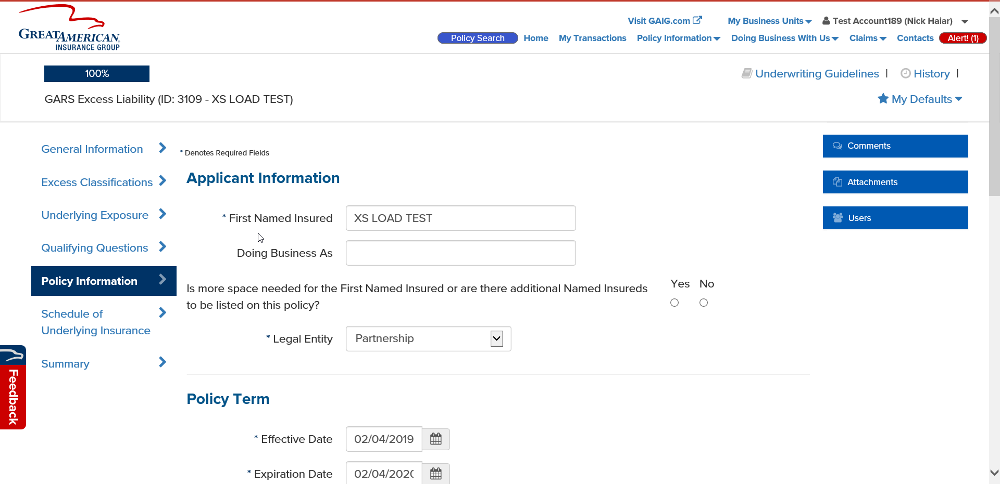 GREATAMERICAN.
INSURANCE GROUP
Visit GAIG.com
My Business Units
Test Account189 (Nick Haiar)
Policy Search
Home
My Transactions
Policy Information
Doing Business With Us
Claims
Contacts
Alert! (1)
100%
Underwriting Guidelines |
History |
GARS Excess Liability (ID: 3109 - XS LOAD TEST)
My Defaults
General Information
Excess Classifications
Underlying Exposure
Qualifying Questions
Policy Information
Schedule of
Underlying Insurance
Summary
Feedback
* Denotes Required Fields
Applicant Information
* First Named Insured
XS LOAD TEST
Doing Business As
Is more space needed for the First Named Insured or are there additional Named Insureds
to be listed on this policy?
Yes No
* Legal Entity
Partnership
Policy Term
* Effective Date
02/04/2019
* Expiration Date
02/04/2020
Comments
Attachments
Users